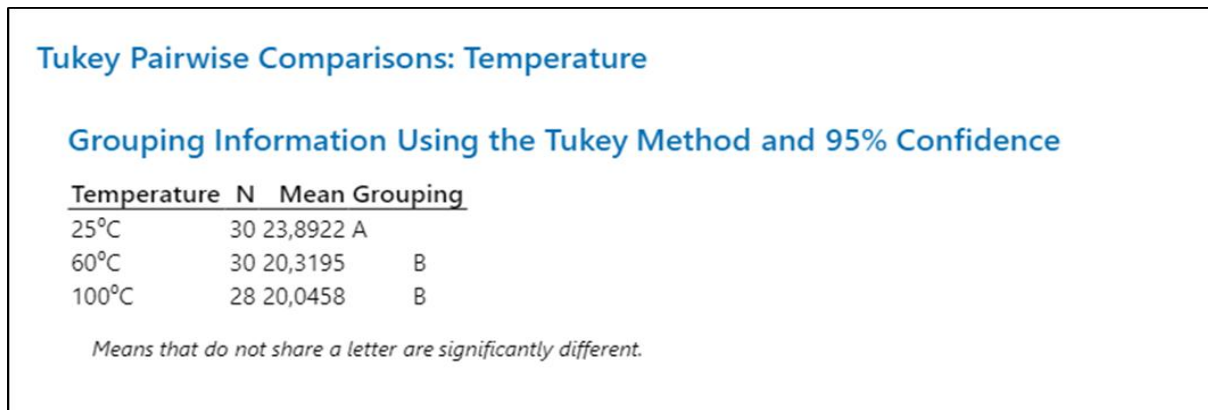 Tukey Pairwise Comparisons: Temperature
Grouping Information Using the Tukey Method and 95% Confidence
Temperature N Mean Grouping
25°C 30 23,8922 A
60°C 30 20,3195 B
100°C 28 20,0458 B
Means that do not share a letter are significantly different.